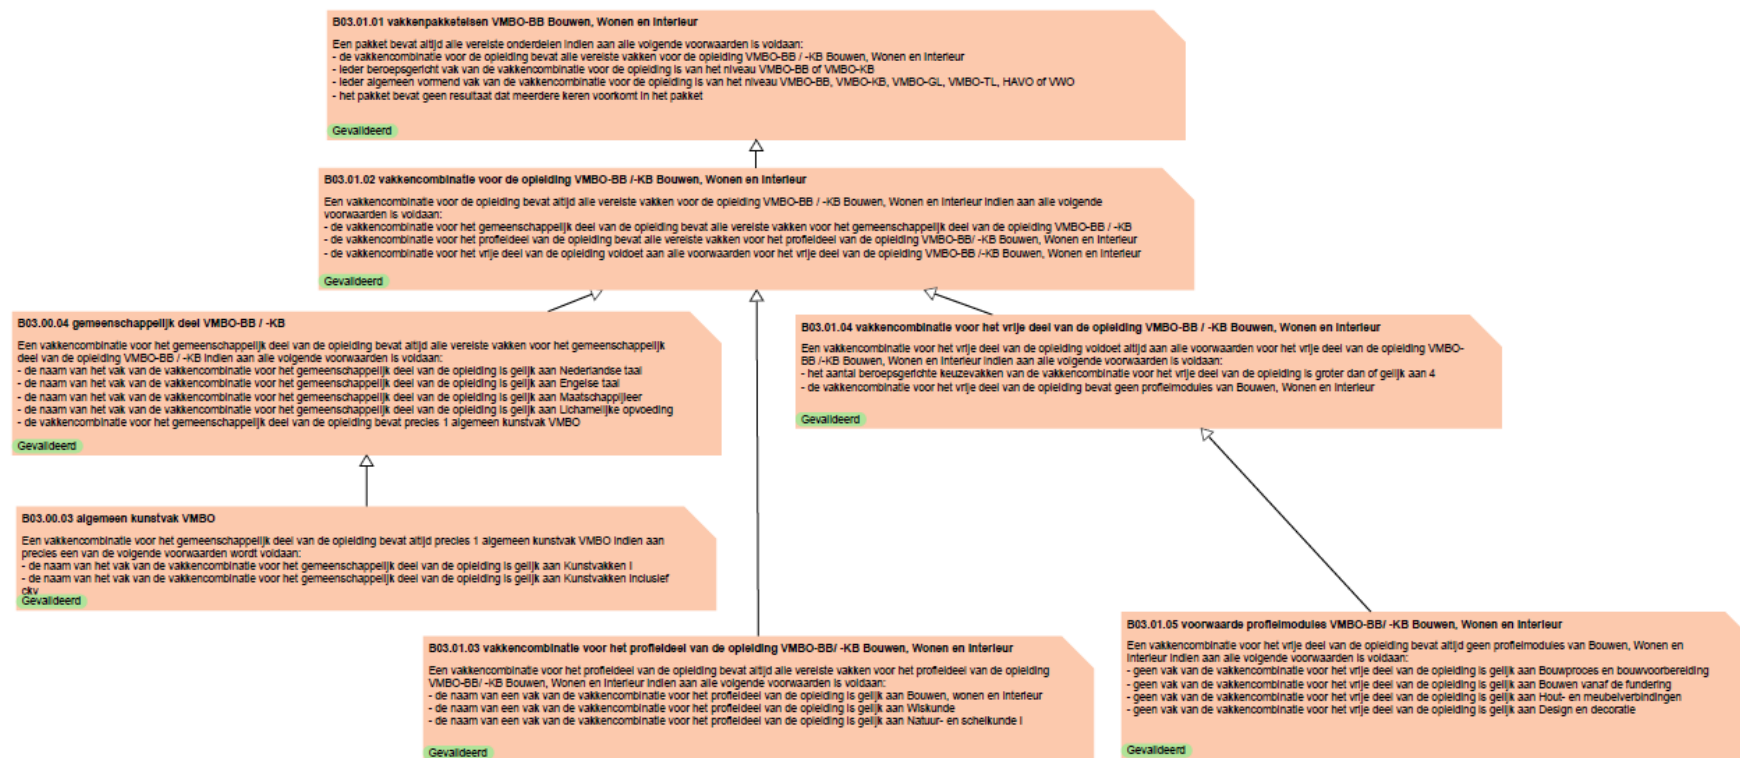 B03.01.01 vakkenpakketeisen VMBO-BB Bouwen, Wonen en Interieur
Een pakket bevat altijd alle vereiste onderdelen indien aan alle volgende voorwaarden is voldaan:
- de vakkencombinatie voor de opleiding bevat alle vereiste vakken voor de opleiding VMBO-BB / -KB Bouwen, Wonen en Interieur
- ieder beroepsgericht vak van de vakkencombinatie voor de opleiding is van het niveau VMBO-BB of VMBO-KB
- ieder algemeen vormend vak van de vakkencombinatie voor de opleiding is van het niveau VMBO-BB, VMBO-KB, VMBO-GL, VMBO-TL, HAVO of VWO
- het pakket bevat geen resultaat dat meerdere keren voorkomt in het pakket
Gevalideerd
B03.01.02 vakkencombinatie voor de opleiding VMBO-BB /-KB Bouwen, Wonen en Interieur
Een vakkencombinatie voor de opleiding bevat altijd alle vereiste vakken voor de opleiding VMBO-BB / -KB Bouwen, Wonen en Interieur indien aan alle volgende
voorwaarden is voldaan:
- de vakkencombinatie voor het gemeenschappelijk deel van de opleiding bevat alle vereiste vakken voor het gemeenschappelijk deel van de opleiding VMBO-BB / -KB
- de vakkencombinatie voor het profieldeel van de opleiding bevat alle vereiste vakken voor het profieldeel van de opleiding VMBO-BB/ -KB Bouwen, Wonen en Interieur
- de vakkencombinatie voor het vrije deel van de opleiding voldoet aan alle voorwaarden voor het vrije deel van de opleiding VMBO-BB /-KB Bouwen, Wonen en Interieur
Gevalideerd
B03.00.04 gemeenschappelijk deel VMBO-BB / -KB
Een vakkencombinatie voor het gemeenschappelijk deel van de opleiding bevat altijd alle vereiste vakken voor het gemeenschappelijk
deel van de opleiding VMBO-BB / -KB indien aan alle volgende voorwaarden is voldaan:
- de naam van het vak van de vakkencombinatie voor het gemeenschappelijk deel van de opleiding is gelijk aan Nederlandse taal
- de naam van het vak van de vakkencombinatie voor het gemeenschappelijk deel van de opleiding is gelijk aan Engelse taal
- de naam van het vak van de vakkencombinatie voor het gemeenschappelijk deel van de opleiding is gelijk aan Maatschappijleer
- de naam van het vak van de vakkencombinatie voor het gemeenschappelijk deel van de opleiding is gelijk aan Lichamelijke opvoeding
- de vakkencombinatie voor het gemeenschappelijk deel van de opleiding bevat precies 1 algemeen kunstvak VMBO
Gevalideerd
B03.01.04 vakkencombinatie voor het vrije deel van de opleiding VMBO-BB / -KB Bouwen, Wonen en Interieur
Een vakkencombinatie voor het vrije deel van de opleiding voldoet altijd aan alle voorwaarden voor het vrije deel van de opleiding VMBO-
BB /-KB Bouwen, Wonen en Interieur indien aan alle volgende voorwaarden is voldaan:
- het aantal beroepsgerichte keuzevakken van de vakkencombinatie voor het vrije deel van de opleiding is groter dan of gelijk aan 4
- de vakkencombinatie voor het vrije deel van de opleiding bevat geen profielmodules van Bouwen, Wonen en Interieur
Gevalideerd
B03.00.03 algemeen kunstvak VMBO
Een vakkencombinatie voor het gemeenschappelijk deel van de opleiding bevat altijd precies 1 algemeen kunstvak VMBO indien aan
precies een van de volgende voorwaarden wordt voldaan:
- de naam van het vak van de vakkencombinatie voor het gemeenschappelijk deel van de opleiding is gelijk aan Kunstvakken I
- de naam van het vak van de vakkencombinatie voor het gemeenschappelijk deel van de opleiding is gelijk aan Kunstvakken inclusief
ckv
Gevalideerd
B03.01.03 vakkencombinatie voor het profieldeel van de opleiding VMBO-BB/ -KB Bouwen, Wonen en Interieur
Een vakkencombinatie voor het profieldeel van de opleiding bevat altijd alle vereiste vakken voor het profieldeel van de opleiding
VMBO-BB/ -KB Bouwen, Wonen en Interieur indien aan alle volgende voorwaarden is voldaan:
- de naam van een vak van de vakkencombinatie voor het profieldeel van de opleiding is gelijk aan Bouwen, wonen en interieur
- de naam van een vak van de vakkencombinatie voor het profieldeel van de opleiding is gelijk aan Wiskunde
- de naam van een vak van de vakkencombinatie voor het profieldeel van de opleiding is gelijk aan Natuur- en scheikunde I
Gevalideerd
B03.01.05 voorwaarde profielmodules VMBO-BB/ -KB Bouwen, Wonen en Interieur
Een vakkencombinatie voor het vrije deel van de opleiding bevat altijd geen profielmodules van Bouwen, Wonen en
Interieur indien aan alle volgende voorwaarden is voldaan:
- geen vak van de vakkencombinatie voor het vrije deel van de opleiding is gelijk aan Bouwproces en bouwvoorbereiding
- geen vak van de vakkencombinatie voor het vrije deel van de opleiding is gelijk aan Bouwen vanaf de fundering
- geen vak van de vakkencombinatie voor het vrije deel van de opleiding is gelijk aan Hout- en meubelverbindingen
- geen vak van de vakkencombinatie voor het vrije deel van de opleiding is gelijk aan Design en decoratie
Gevalideerd